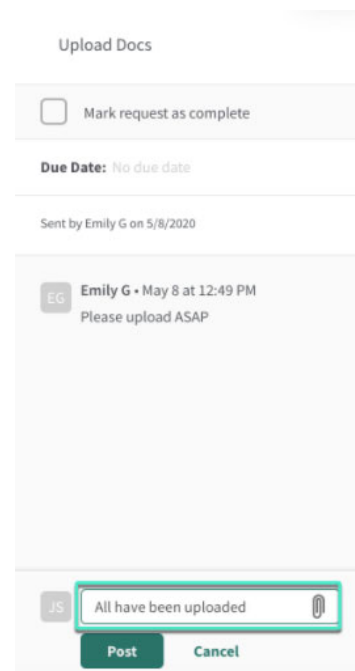 Upload Docs
Mark request as complete
Due Date: No due date
Sent by Emily G on 5/8/2020
EG
Emily G • May 8 at 12:49 PM
Please upload ASAP
JS
All have been uploaded
Post Cancel